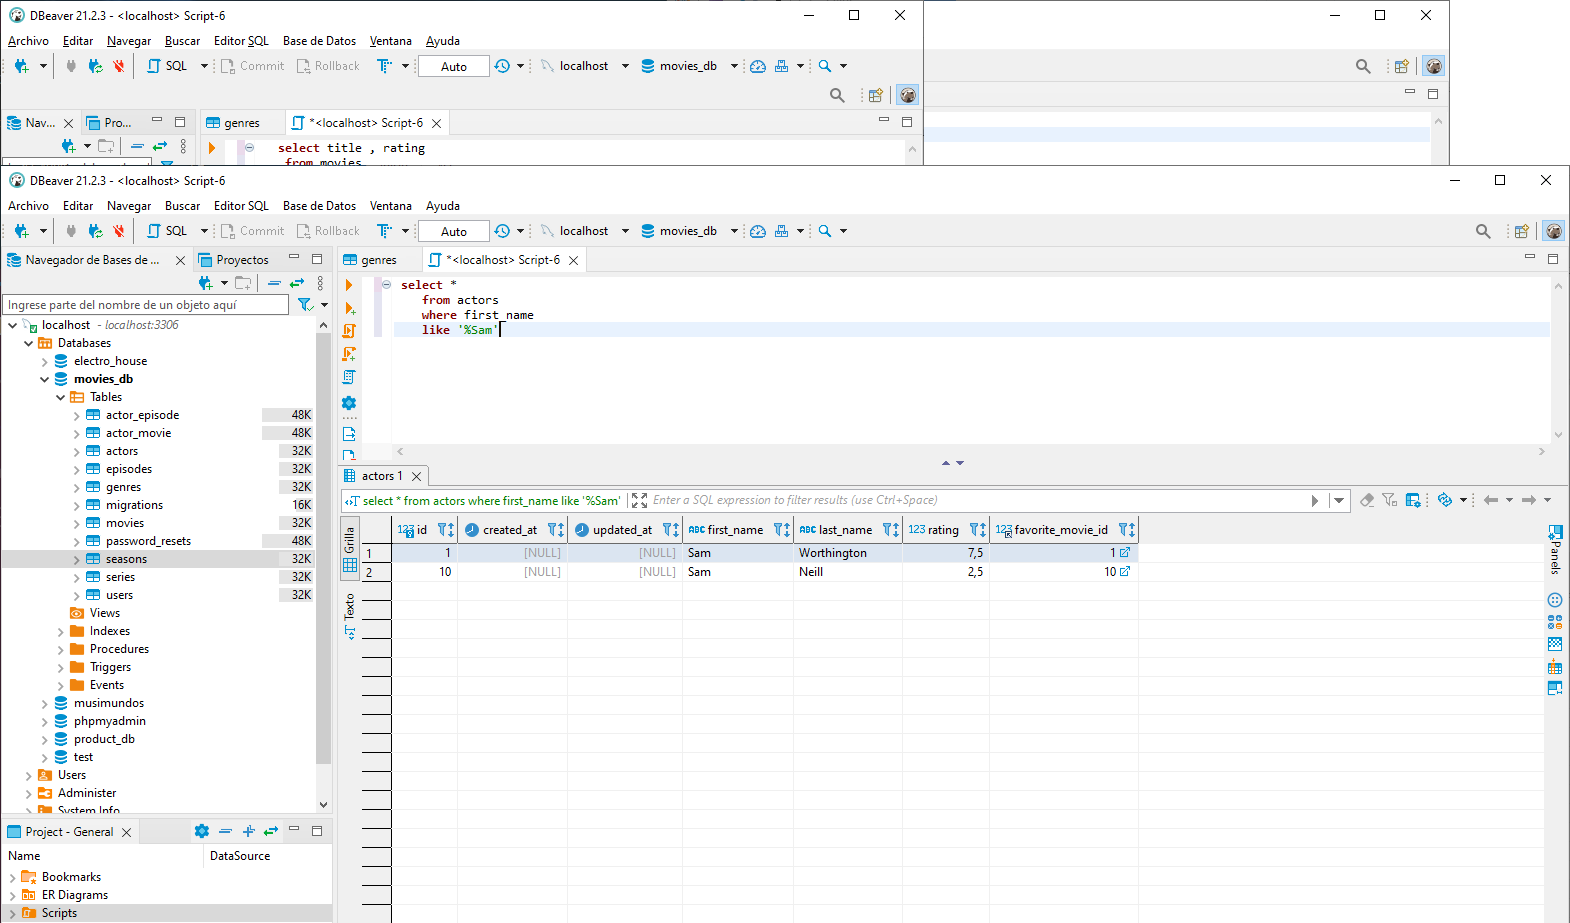 DBeaver 21.2.3 - <localhost> Script-6
Archivo Editar Navegar Buscar Editor SQL Base de Datos Ventana Ayuda
SQL Commit Rollback Auto localhost movies_db
Nav... Pro... genres *<localhost> Script-6
select title , rating
from movies
DBeaver 21.2.3 - <localhost> Script-6
Archivo Editar Navegar Buscar Editor SQL Base de Datos Ventana Ayuda
SQL Commit Rollback Auto localhost movies_db
Navegador de Bases de ... Proyectos genres *<localhost> Script-6
Ingrese parte del nombre de un objeto aquí
localhost - localhost:3306
Databases
electro_house
movies_db
Tables
actor_episode 48K
actor_movie 48K
actors 32K
episodes 32K
genres 32K
migrations 16K
movies 32K
password_resets 48K
seasons 32K
series 32K
users 32K
Views
Indexes
Procedures
Triggers
Events
musimundos
phpmyadmin
product_db
test
Users
Administer
System Info
Project - General
Name DataSource
Bookmarks
ER Diagrams
Scripts
select *
from actors
where first_name
like '%Sam'
actors 1
select * from actors where first_name like '%Sam' Enter a SQL expression to filter results (use Ctrl+Space)
Grilla
Texto
123 id created_at updated_at ABC first_name ABC last_name 123 rating 123 favorite_movie_id
1 1 [NULL] [NULL] Sam Worthington 7,5 1
2 10 [NULL] [NULL] Sam Neill 2,5 10
Panels